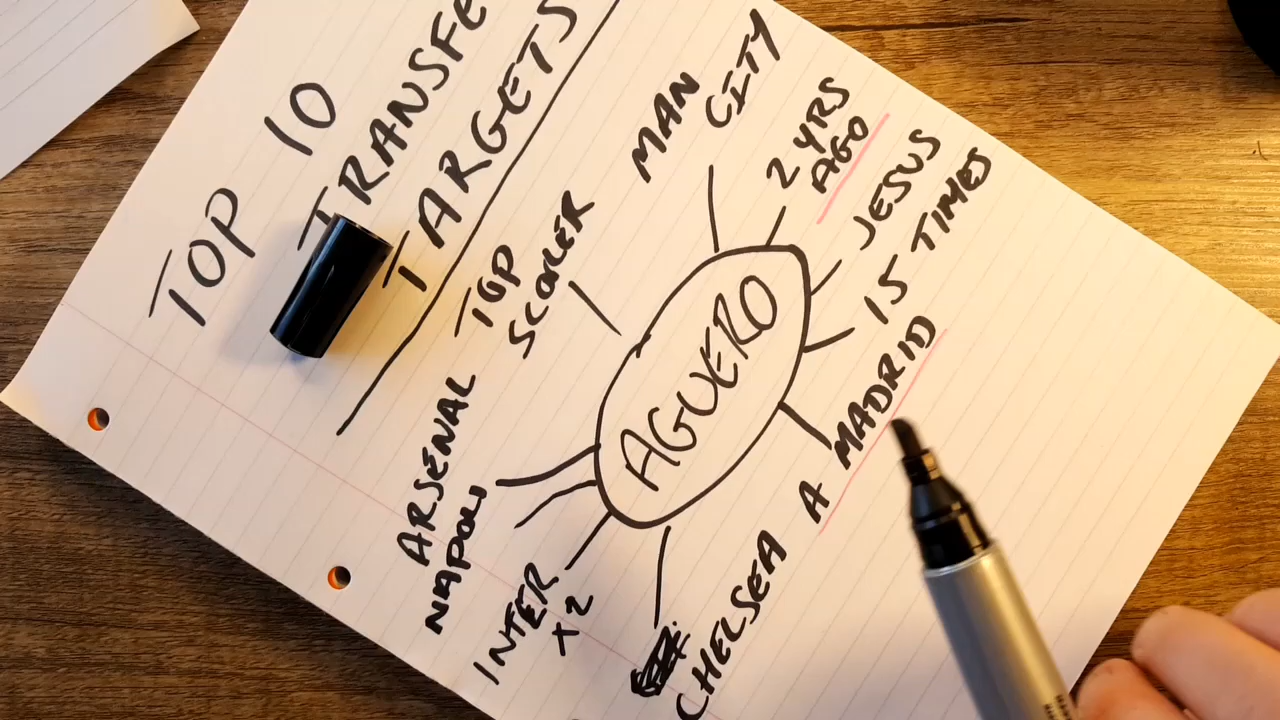 TOP 10
TRANSFE
TARGETS
MAN
CITY
2 YRS
AGO
JESUS
15 TIMES
TOP
SCORER
AGUERO
A MADRID
ARSENAL
NAPOLI
INTER
x2
CHELSEA